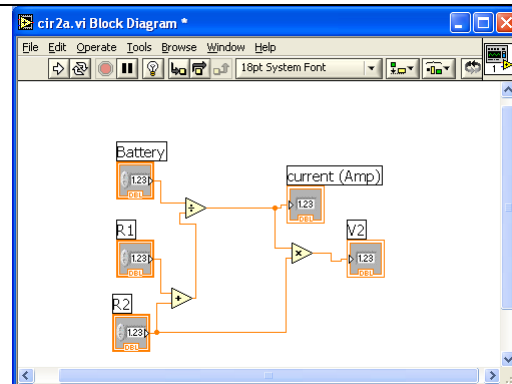 cir2a.vi Block Diagram *
File Edit Operate Tools Browse Window Help
18pt System Font
1
Battery
1.23
DBL
current (Amp)
1.23
DBL
÷
R1
1.23
DBL
V2
×
1.23
DBL
R2
+
1.23
DBL